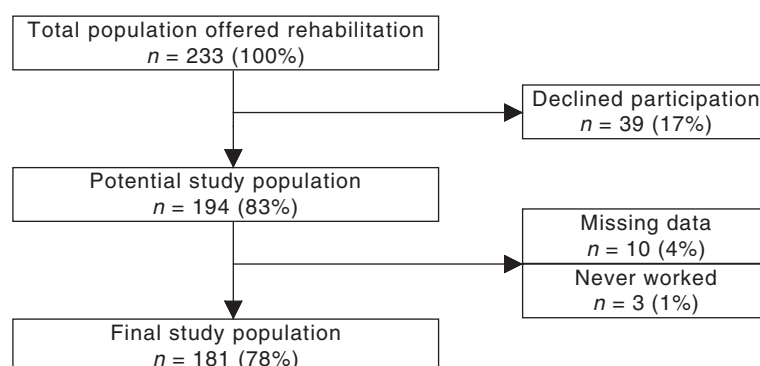 Total population offered rehabilitation
n = 233 (100%)
Declined participation
n = 39 (17%)
Potential study population
n = 194 (83%)
Missing data
n = 10 (4%)
Never worked
n = 3 (1%)
Final study population
n = 181 (78%)